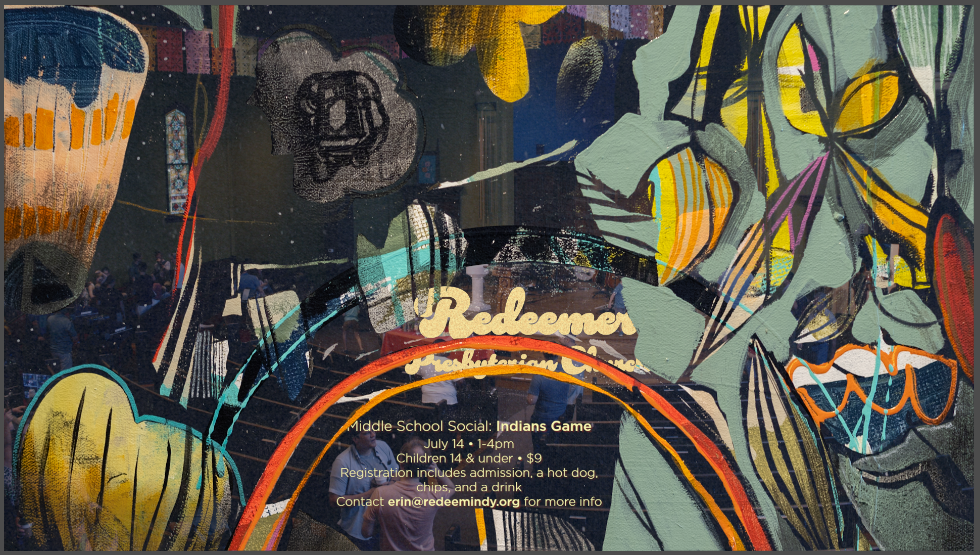 Redeemer
Presbyterian Church
Middle School Social: Indians Game
July 14 • 1-4pm
Children 14 & under • $9
Registration includes admission, a hot dog,
chips, and a drink
Contact erin@redeemindy.org for more info